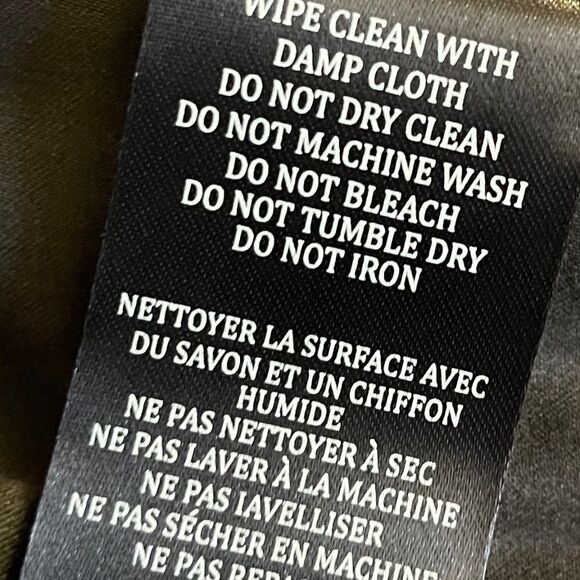 WIPE CLEAN WITH
DAMP CLOTH
DO NOT DRY CLEAN
DO NOT MACHINE WASH
DO NOT BLEACH
DO NOT TUMBLE DRY
DO NOT IRON
NETTOYER LA SURFACE AVEC
DU SAVON ET UN CHIFFON
HUMIDE
NE PAS NETTOYER À SEC
NE PAS LAVER À LA MACHINE
NE PAS IAVELLISER
NE PAS SÉCHER EN MACHINE
NE PAS